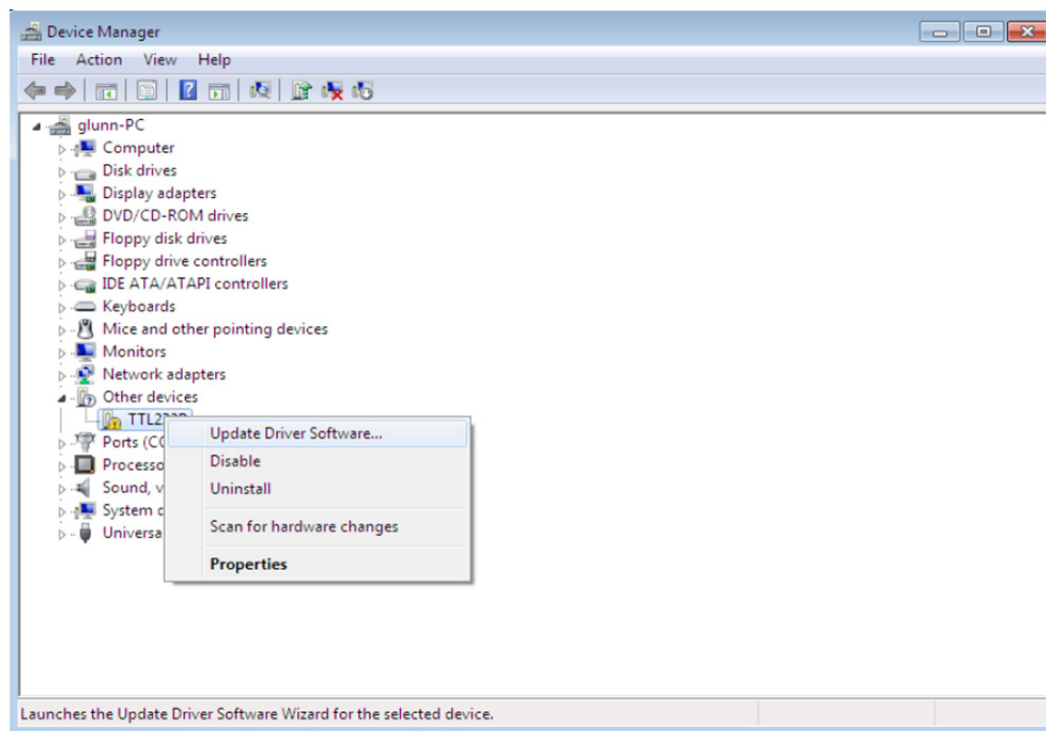 Device Manager
File Action View Help
glunn-PC
Computer
Disk drives
Display adapters
DVD/CD-ROM drives
Floppy disk drives
Floppy drive controllers
IDE ATA/ATAPI controllers
Keyboards
Mice and other pointing devices
Monitors
Network adapters
Other devices
Ports
System
Update Driver Software...
Disable
Uninstall
Scan for hardware changes
Properties
Launches the Update Driver Software Wizard for the selected device.